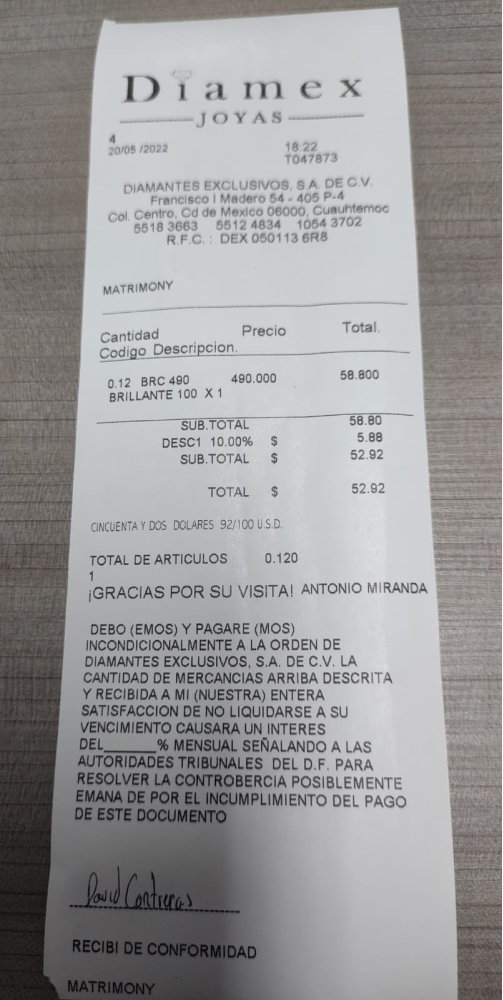 Diamex
JOYAS
4
20/05 /2022 18:22
T047873
DIAMANTES EXCLUSIVOS, S.A. DE C.V.
Francisco I Madero 54 - 405 P-4
Col. Centro, Cd de Mexico 06000, Cuauhtemoc
5518 3663 5512 4834 1054 3702
R.F.C. : DEX 050113 6R8
MATRIMONY
Cantidad Precio Total.
Codigo Descripcion.
0.12 BRC 490 490.000 58.800
BRILLANTE 100 X 1
SUB.TOTAL 58.80
DESC1 10.00% $ 5.88
SUB.TOTAL $ 52.92
TOTAL $ 52.92
CINCUENTA Y DOS DOLARES 92/100 U.S.D.
TOTAL DE ARTICULOS 0.120
1
¡GRACIAS POR SU VISITA! ANTONIO MIRANDA
DEBO (EMOS) Y PAGARE (MOS)
INCONDICIONALMENTE A LA ORDEN DE
DIAMANTES EXCLUSIVOS, S.A. DE C.V. LA
CANTIDAD DE MERCANCIAS ARRIBA DESCRITA
Y RECIBIDA A MI (NUESTRA) ENTERA
SATISFACCION DE NO LIQUIDARSE A SU
VENCIMIENTO CAUSARA UN INTERES
DEL______% MENSUAL SEÑALANDO A LAS
AUTORIDADES TRIBUNALES DEL D.F. PARA
RESOLVER LA CONTROBERCIA POSIBLEMENTE
EMANA DE POR EL INCUMPLIMIENTO DEL PAGO
DE ESTE DOCUMENTO
David Contreras
RECIBI DE CONFORMIDAD
MATRIMONY